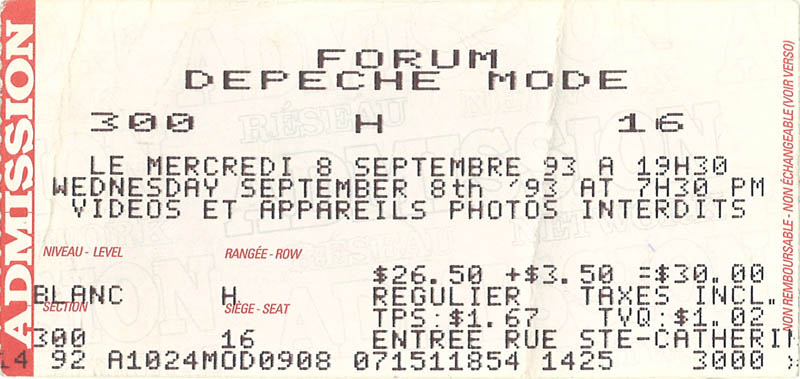 ADMISSION
FORUM
DEPECHE MODE
300 H 16
LE MERCREDI 8 SEPTEMBRE 93 A 19H30
WEDNESDAY SEPTEMBER 8th '93 AT 7H30 PM
VIDEOS ET APPAREILS PHOTOS INTERDITS
NIVEAU - LEVEL RANGÉE - ROW
$26.50 +$3.50 =$30.00
BLANC H REGULIER TAXES INCL.
SECTION SIÈGE - SEAT
TPS:$1.67 TVQ:$1.02
300 16 ENTREE RUE STE-CATHERIN
14 92 A1024MOD0908 071511854 1425 3000
NON REMBOURSABLE - NON ÉCHANGEABLE (VOIR VERSO)
RÉSEAU
ADMISSION
NETWORK